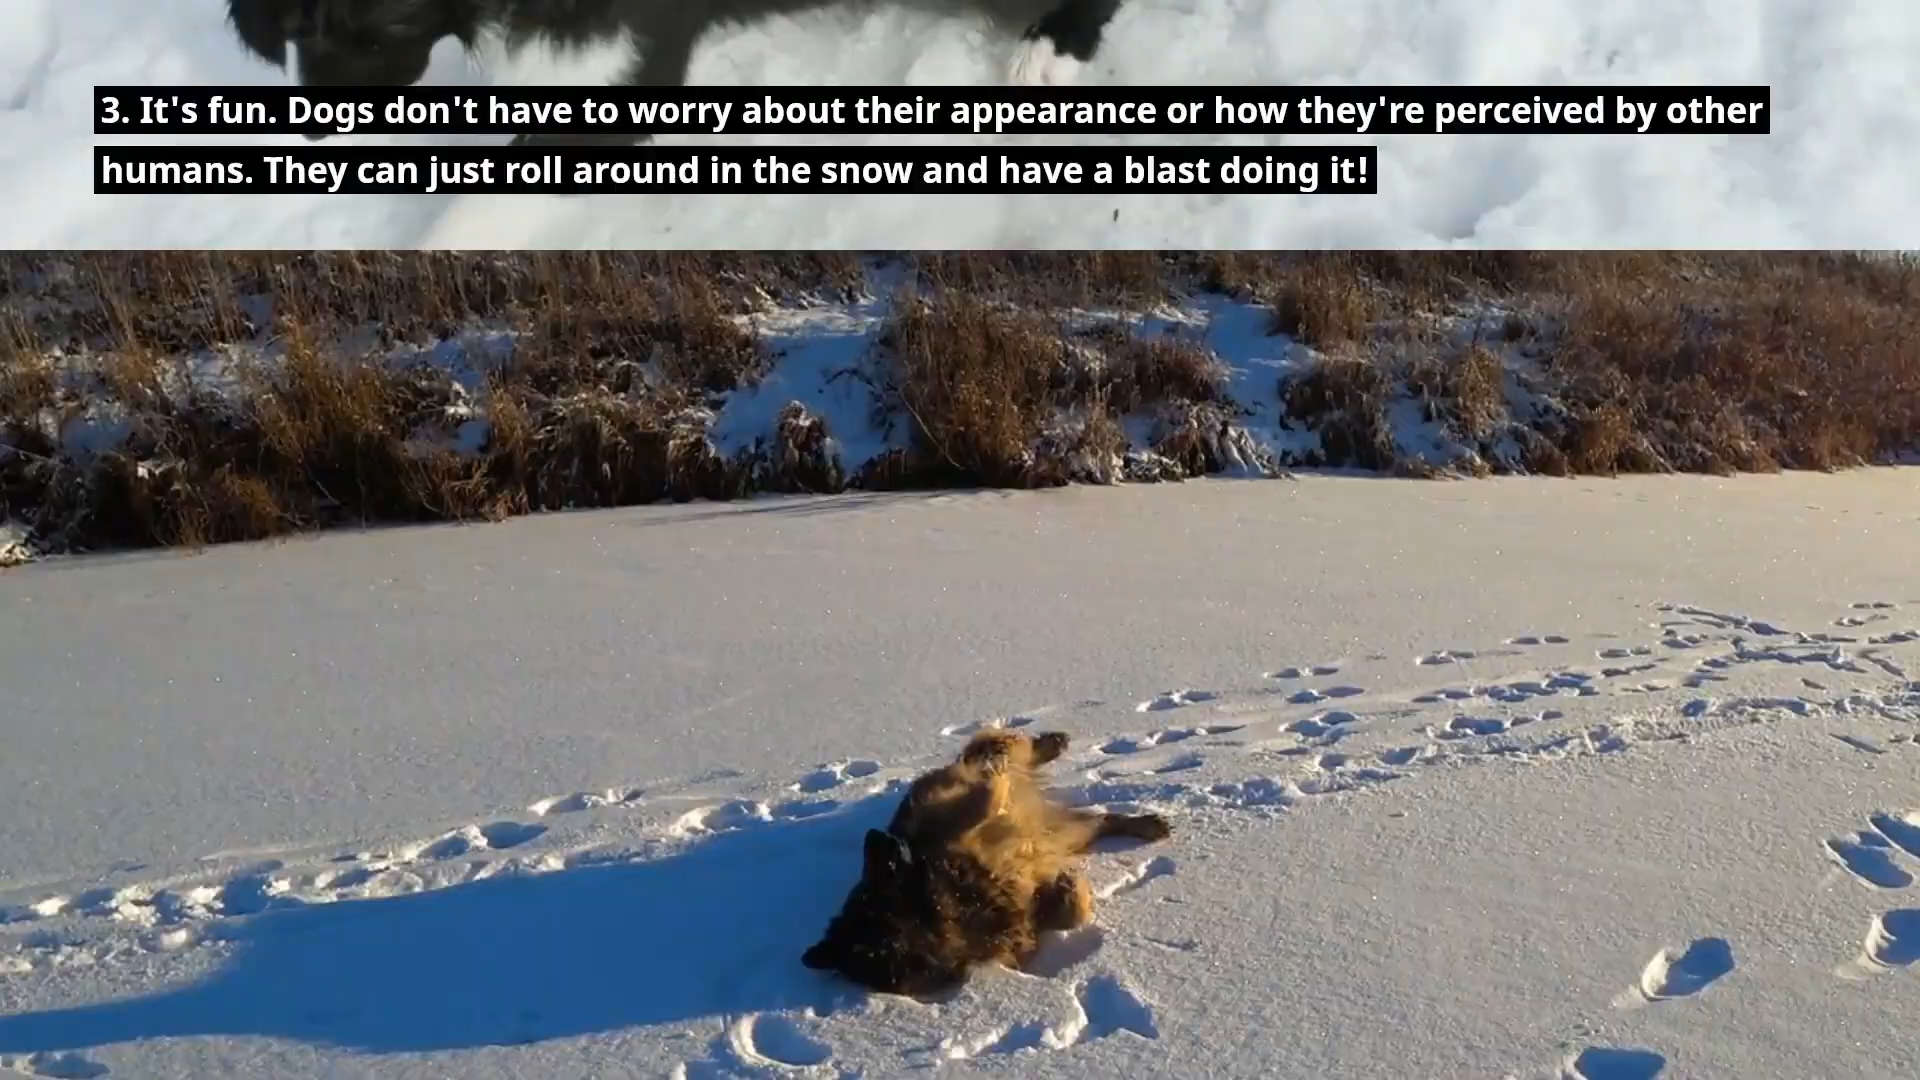 3. It's fun. Dogs don't have to worry about their appearance or how they're perceived by other
humans. They can just roll around in the snow and have a blast doing it!